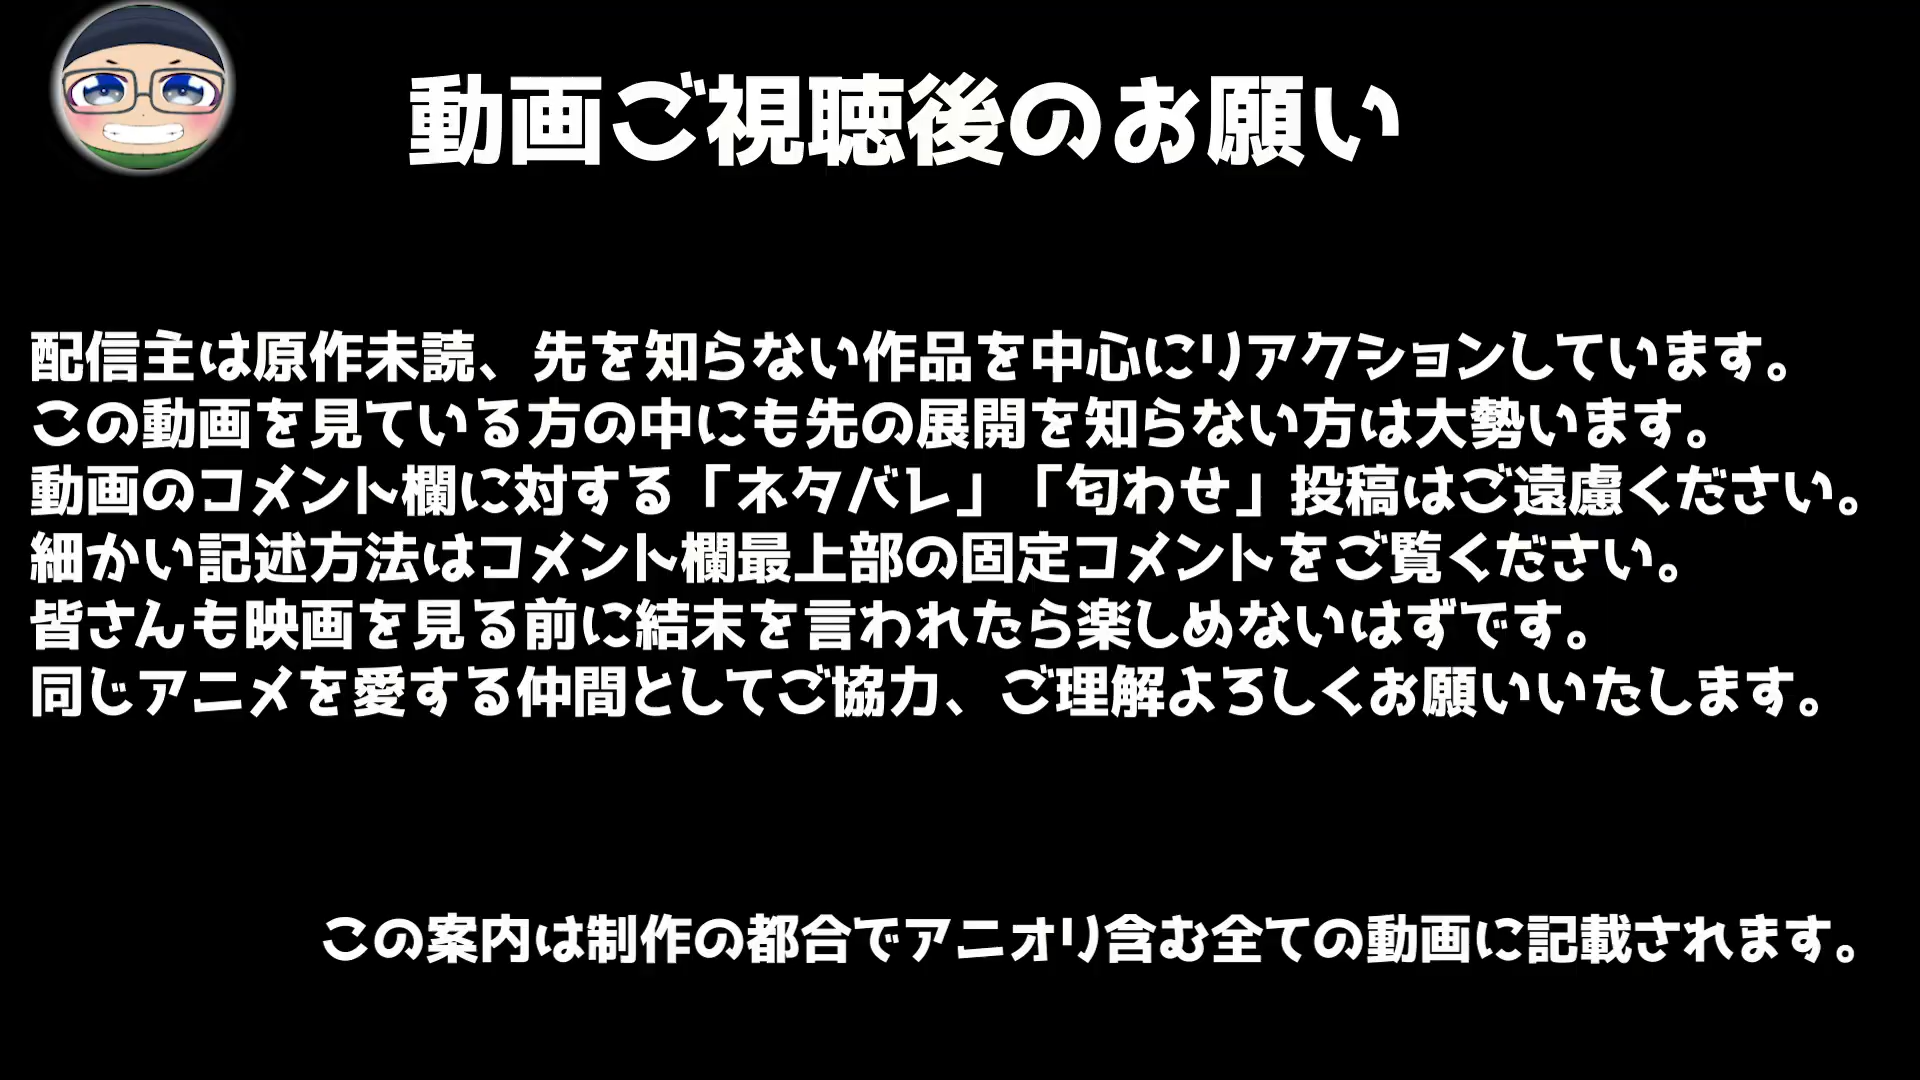 動画ご視聴後のお願い
配信主は原作未読、先を知らない作品を中心にリアクションしています。
この動画を見ている方の中にも先の展開を知らない方は大勢います。
動画のコメント欄に対する「ネタバレ」「匂わせ」投稿はご遠慮ください。
細かい記述方法はコメント欄最上部の固定コメントをご覧ください。
皆さんも映画を見る前に結末を言われたら楽しめないはずです。
同じアニメを愛する仲間としてご協力、ご理解よろしくお願いいたします。
この案内は制作の都合でアニオリ含む全ての動画に記載されます。